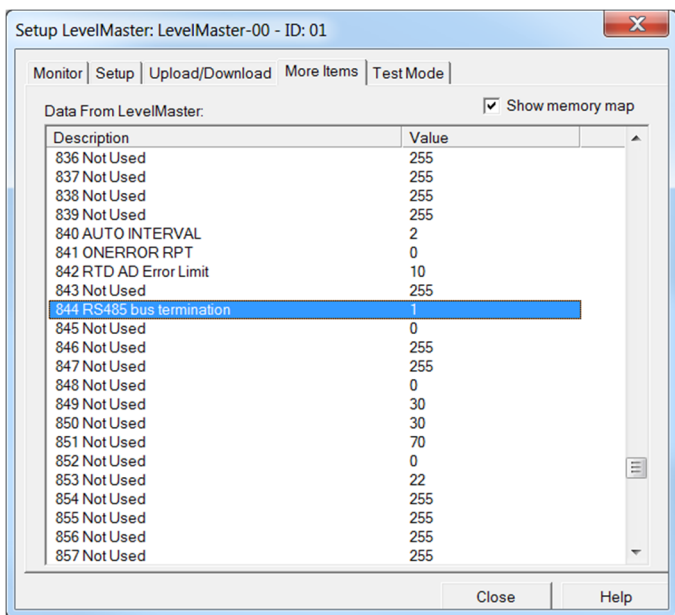 Setup LevelMaster: LevelMaster-00 - ID: 01
Monitor Setup Upload/Download More Items Test Mode
Data From LevelMaster: Show memory map
Description Value
836 Not Used 255
837 Not Used 255
838 Not Used 255
839 Not Used 255
840 AUTO INTERVAL 2
841 ONERROR RPT 0
842 RTD AD Error Limit 10
843 Not Used 255
844 RS485 bus termination 1
845 Not Used 0
846 Not Used 255
847 Not Used 255
848 Not Used 0
849 Not Used 30
850 Not Used 30
851 Not Used 70
852 Not Used 0
853 Not Used 22
854 Not Used 255
855 Not Used 255
856 Not Used 255
857 Not Used 255
Close Help